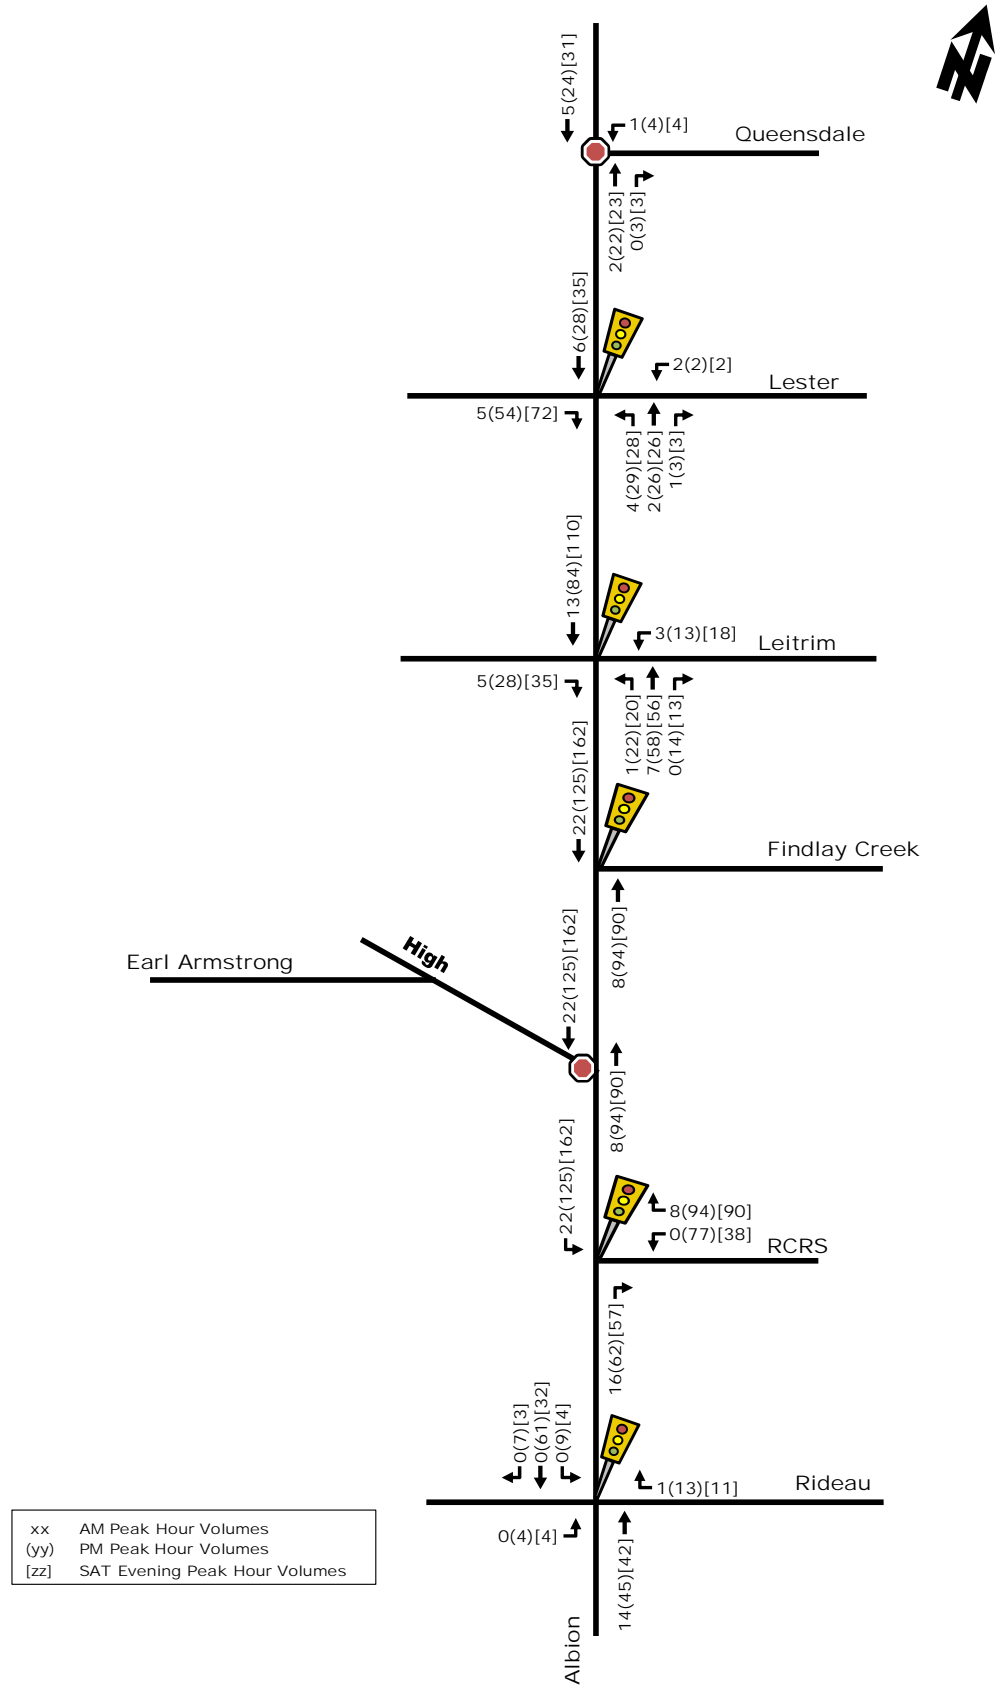 5(24)[31]
1(4)[4]
Queensdale
2(22)[23]
0(3)[3]
6(28)[35]
2(2)[2]
Lester
5(54)[72]
4(29)[28]
2(26)[26]
1(3)[3]
13(84)[110]
3(13)[18]
Leitrim
5(28)[35]
1(22)[20]
7(58)[56]
0(14)[13]
22(125)[162]
Findlay Creek
8(94)[90]
22(125)[162]
High
Earl Armstrong
8(94)[90]
22(125)[162]
8(94)[90]
0(77)[38]
RCRS
16(62)[57]
0(7)[3]
0(61)[32]
0(9)[4]
1(13)[11]
Rideau
0(4)[4]
14(45)[42]
Albion
xx AM Peak Hour Volumes
(yy) PM Peak Hour Volumes
[zz] SAT Evening Peak Hour Volumes
N